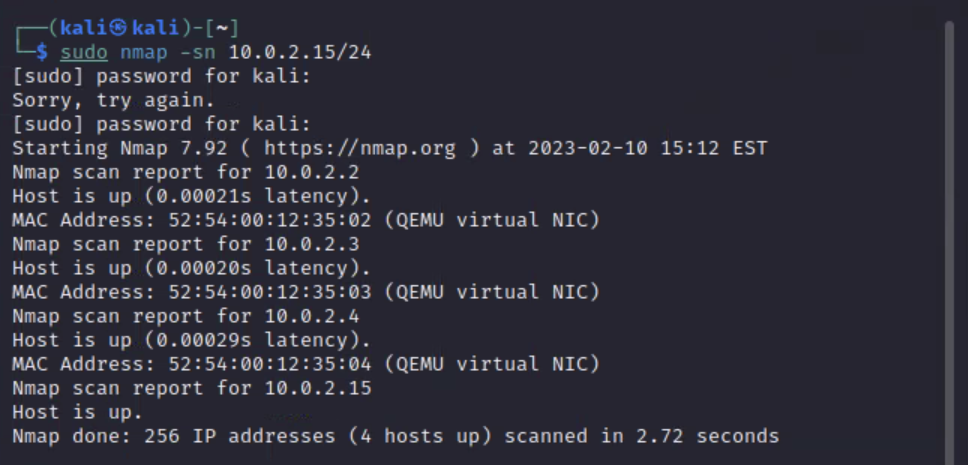 ┌──(kali㉿kali)-[~]
└─$ sudo nmap -sn 10.0.2.15/24
[sudo] password for kali:
Sorry, try again.
[sudo] password for kali:
Starting Nmap 7.92 ( https://nmap.org ) at 2023-02-10 15:12 EST
Nmap scan report for 10.0.2.2
Host is up (0.00021s latency).
MAC Address: 52:54:00:12:35:02 (QEMU virtual NIC)
Nmap scan report for 10.0.2.3
Host is up (0.00020s latency).
MAC Address: 52:54:00:12:35:03 (QEMU virtual NIC)
Nmap scan report for 10.0.2.4
Host is up (0.00029s latency).
MAC Address: 52:54:00:12:35:04 (QEMU virtual NIC)
Nmap scan report for 10.0.2.15
Host is up.
Nmap done: 256 IP addresses (4 hosts up) scanned in 2.72 seconds